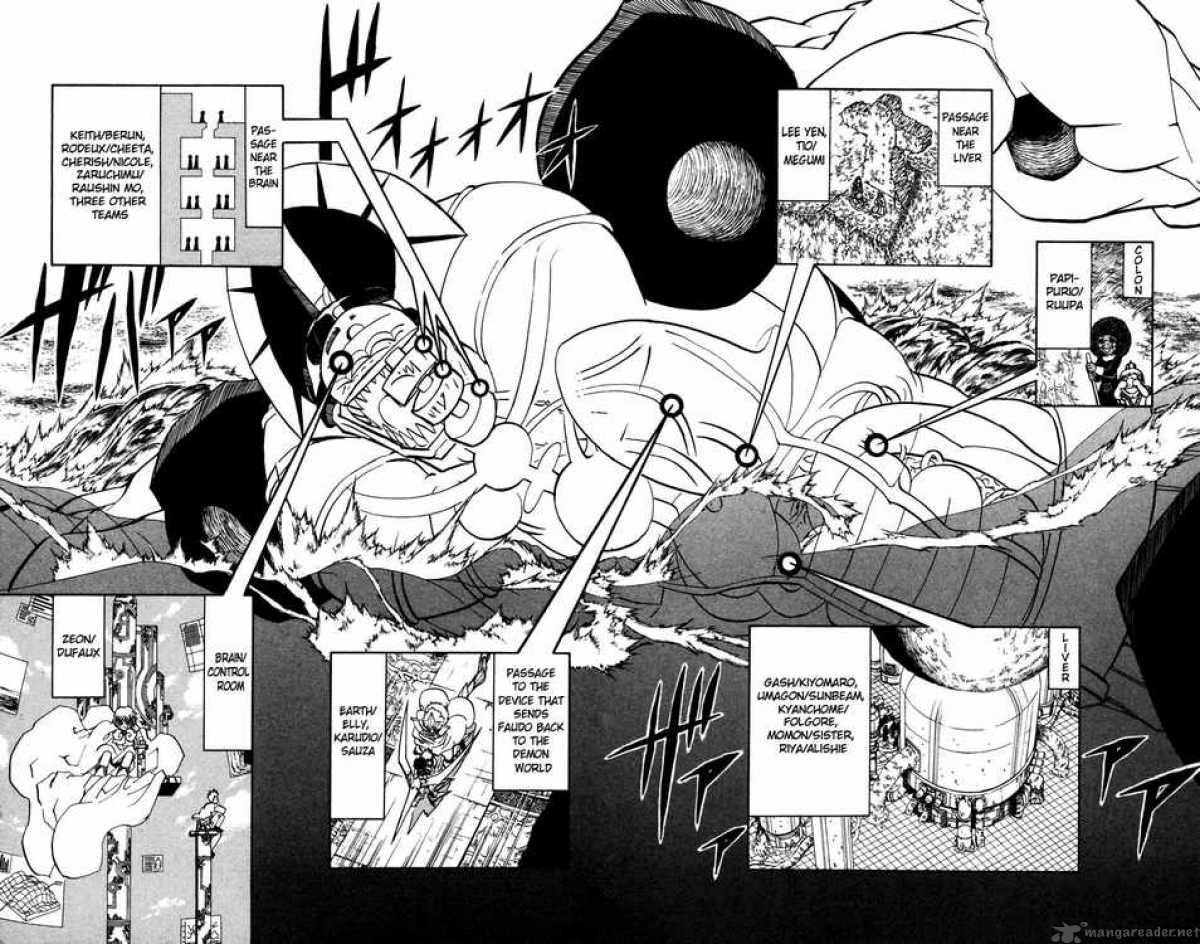 KEITH/BERUN,
RODEUX/CHEETA,
CHERISH/NICOLE,
ZARUCHIMU/
RAUSHIN MO,
THREE OTHER
TEAMS
PAS-
SAGE
NEAR
THE
BRAIN
LEE YEN,
TIO/
MEGUMI
PASSAGE
NEAR
THE
LIVER
PAPI-
PURIO/
RUUPA
COLON
ZEON/
DUFAUX
BRAIN/
CONTROL
ROOM
EARTH/
ELLY,
KARUDIO/
SAUZA
PASSAGE
TO THE
DEVICE THAT
SENDS
FAUDO BACK
TO THE
DEMON
WORLD
GASH/KIYOMARO,
UMAGON/SUNBEAM,
KYANCHOME/
FOLGORE,
MOMON/SISTER,
RIYA/ALISHIE
LIVER
mangareader.net